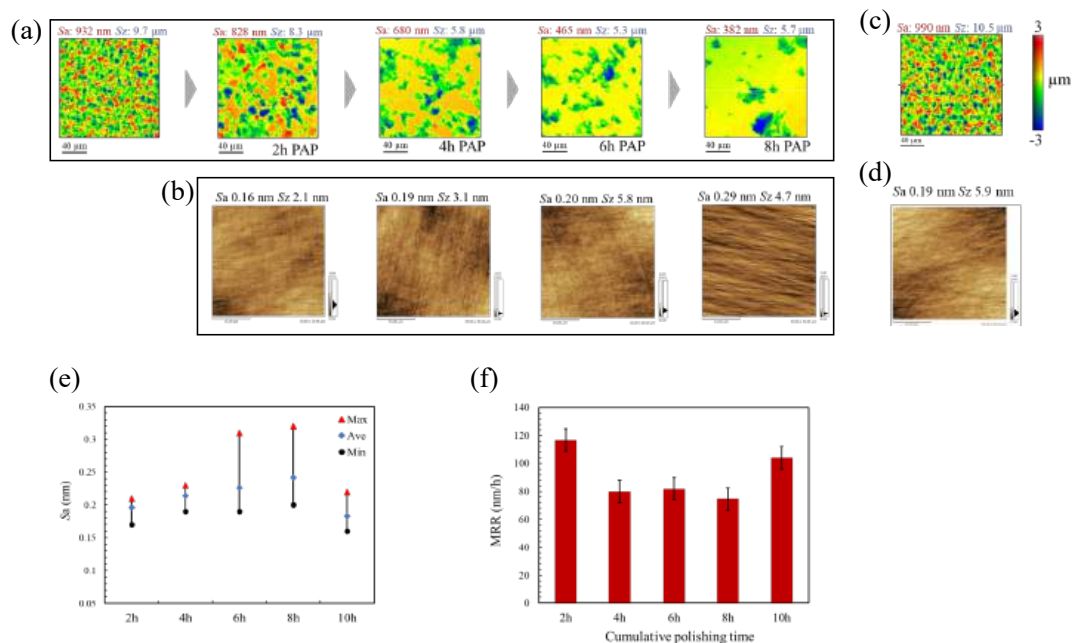 (a)
Sa: 932 nm Sz: 9.7 µm
Sa: 828 nm Sz: 8.3 µm
Sa: 680 nm Sz: 5.8 µm
Sa: 465 nm Sz: 5.3 µm
Sa: 382 nm Sz: 5.7 µm
40 µm
40 µm
2h PAP
40 µm
4h PAP
40 µm
6h PAP
40 µm
8h PAP
(c)
Sa: 990 nm Sz: 10.5 µm
3
µm
-3
40 µm
(b)
Sa 0.16 nm Sz 2.1 nm
Sa 0.19 nm Sz 3.1 nm
Sa 0.20 nm Sz 5.8 nm
Sa 0.29 nm Sz 4.7 nm
(d)
Sa 0.19 nm Sz 5.9 nm
(e)
0.35
0.3
0.25
0.2
0.15
0.1
0.05
Sa (nm)
Max
Ave
Min
2h
4h
6h
8h
10h
(f)
140
120
100
80
60
40
20
0
MRR (nm/h)
2h
4h
6h
8h
10h
Cumulative polishing time